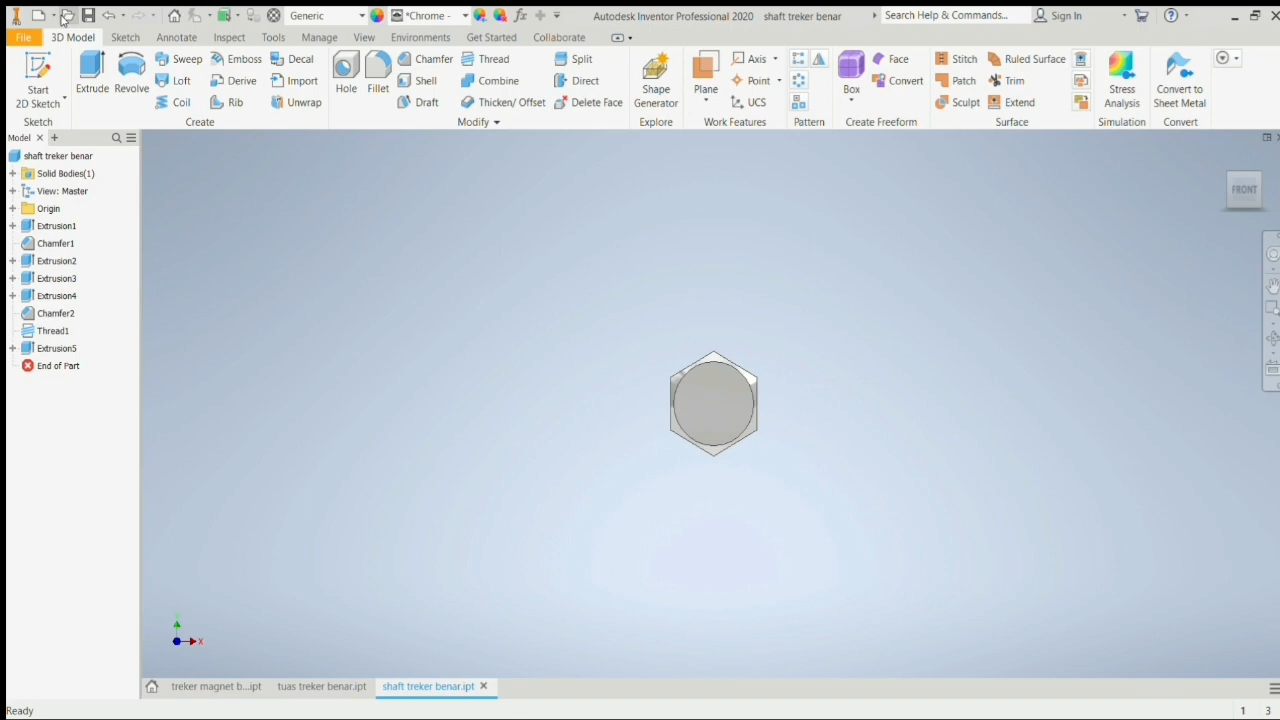 Generic
*Chrome -
fx
Autodesk Inventor Professional 2020 shaft treker benar
Search Help & Commands...
Sign In
File 3D Model Sketch Annotate Inspect Tools Manage View Environments Get Started Collaborate
Start
2D Sketch
Sketch
Extrude
Revolve
Sweep
Loft
Coil
Emboss
Derive
Rib
Decal
Import
Unwrap
Create
Hole
Fillet
Chamfer
Shell
Draft
Thread
Combine
Thicken/ Offset
Split
Direct
Delete Face
Modify
Shape
Generator
Explore
Plane
Axis
Point
UCS
Work Features
Pattern
Box
Face
Convert
Create Freeform
Stitch
Patch
Sculpt
Ruled Surface
Trim
Extend
Surface
Stress
Analysis
Simulation
Convert to
Sheet Metal
Convert
Model
shaft treker benar
Solid Bodies(1)
View: Master
Origin
Extrusion1
Chamfer1
Extrusion2
Extrusion3
Extrusion4
Chamfer2
Thread1
Extrusion5
End of Part
FRONT
X
treker magnet b...ipt tuas treker benar.ipt shaft treker benar.ipt
Ready
1 3